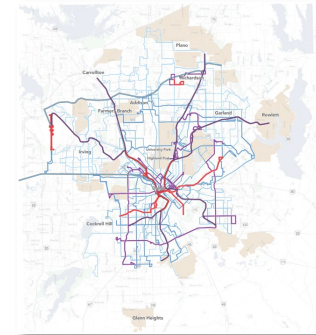 Plano
Carrollton
Richardson
Addison
Farmers Branch
Garland
Rowlett
Irving
University Park
Highland Park
Cockrell Hill
Glenn Heights